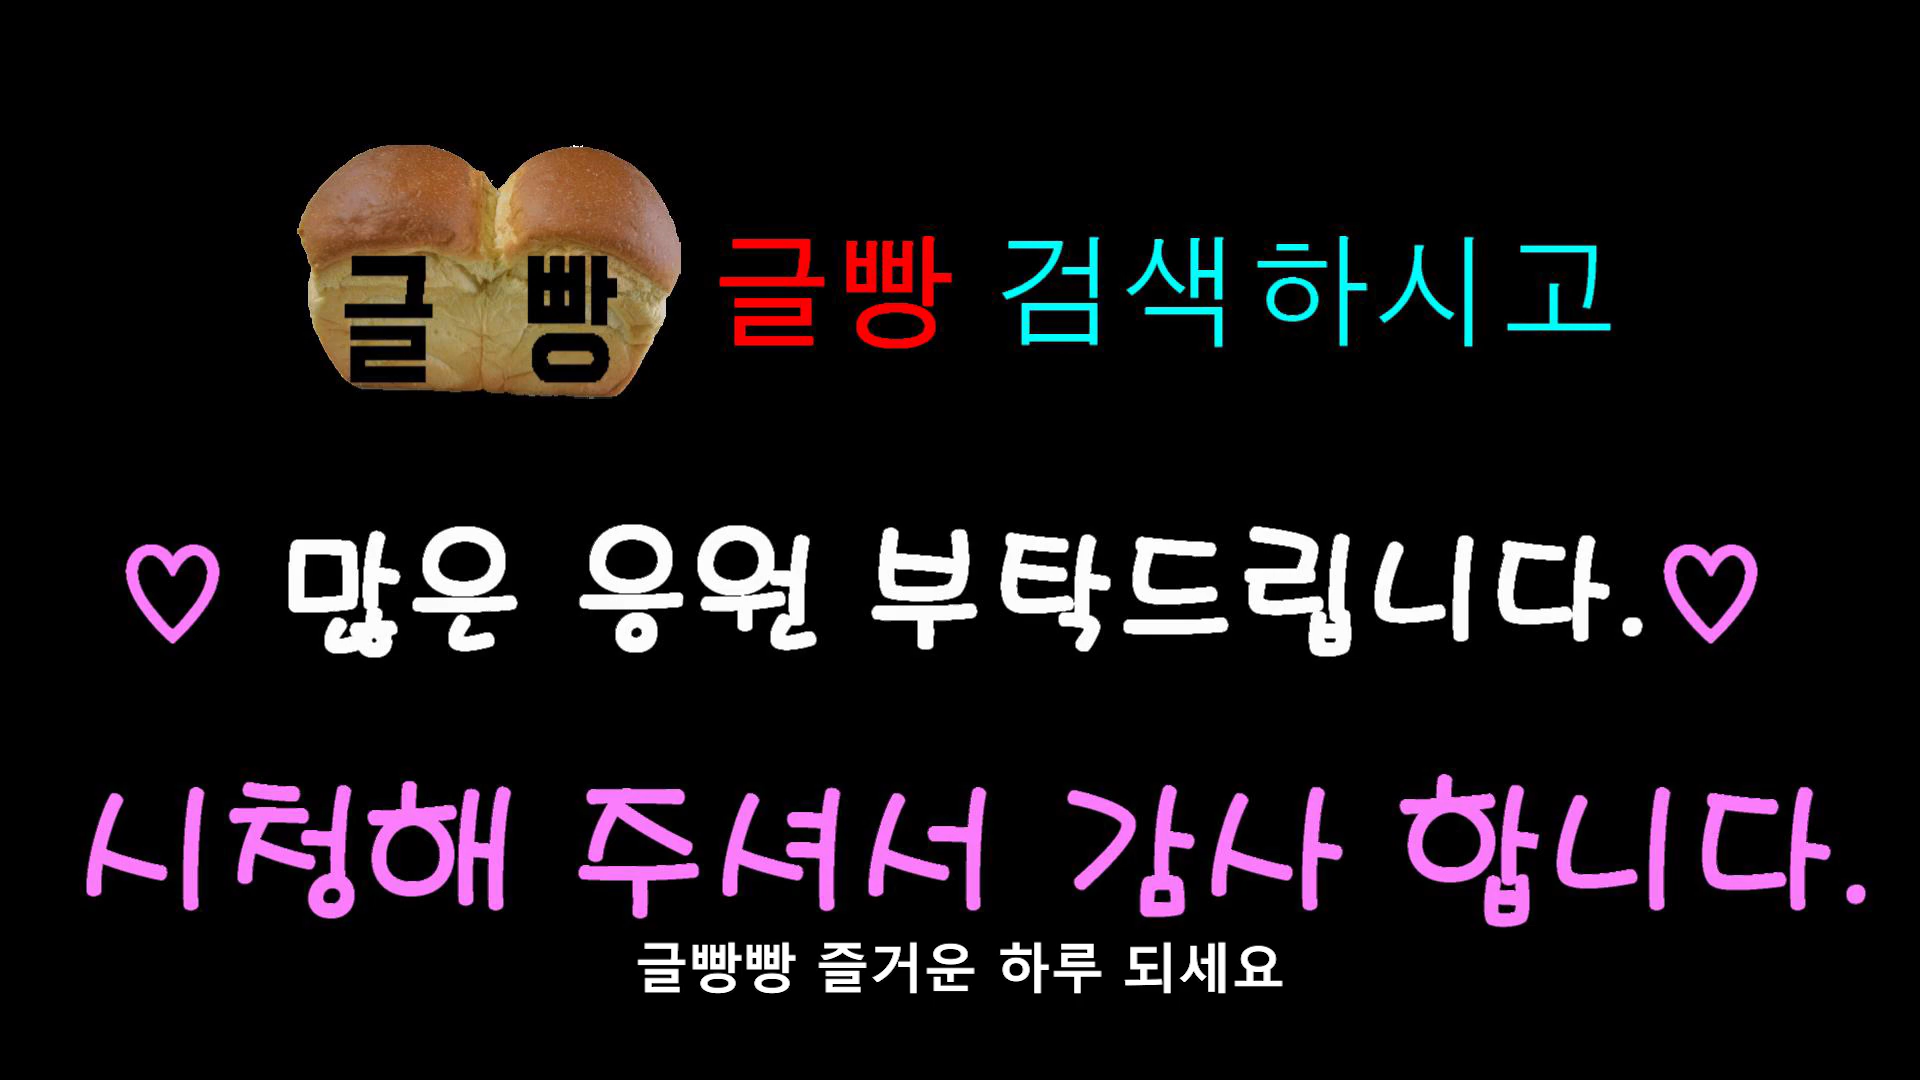 글빵 글빵 검색하시고
♡ 많은 응원 부탁드립니다.♡
시청해 주셔서 감사 합니다.
글빵빵 즐거운 하루 되세요